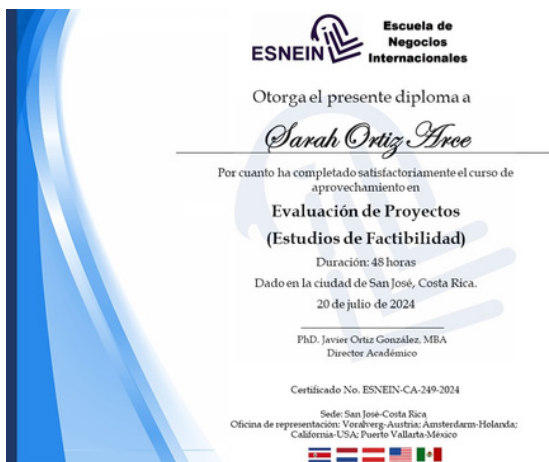 ESNEIN
Escuela de
Negocios
Internacionales
Otorga el presente diploma a
Sarah Ortiz Arce
Por cuanto ha completado satisfactoriamente el curso de
aprovechamiento en
Evaluación de Proyectos
(Estudios de Factibilidad)
Duración: 48 horas
Dado en la ciudad de San José, Costa Rica.
20 de julio de 2024
PhD. Javier Ortiz González, MBA
Director Académico
Certificado No. ESNEIN-CA-249-2024
Sede: San José-Costa Rica
Oficina de representación: Voralverg-Austria; Amsterdarm-Holanda;
California-USA; Puerto Vallarta-México